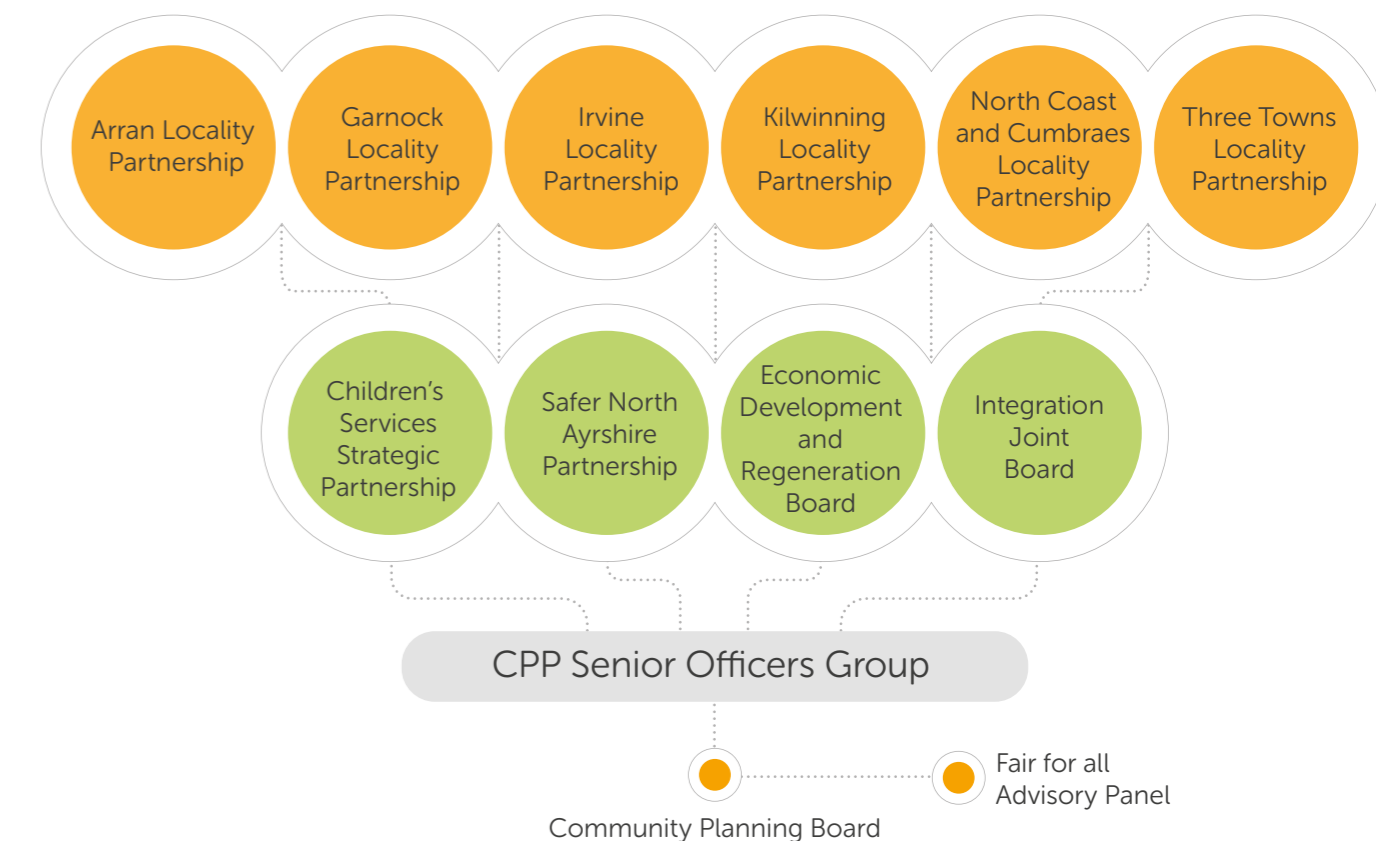 Arran Locality
Partnership
Garnock
Locality
Partnership
Irvine
Locality
Partnership
Kilwinning
Locality
Partnership
North Coast
and Cumbraes
Locality
Partnership
Three Towns
Locality
Partnership
Children's
Services
Strategic
Partnership
Safer North
Ayrshire
Partnership
Economic
Development
and
Regeneration
Board
Integration
Joint
Board
CPP Senior Officers Group
Fair for all
Advisory Panel
Community Planning Board